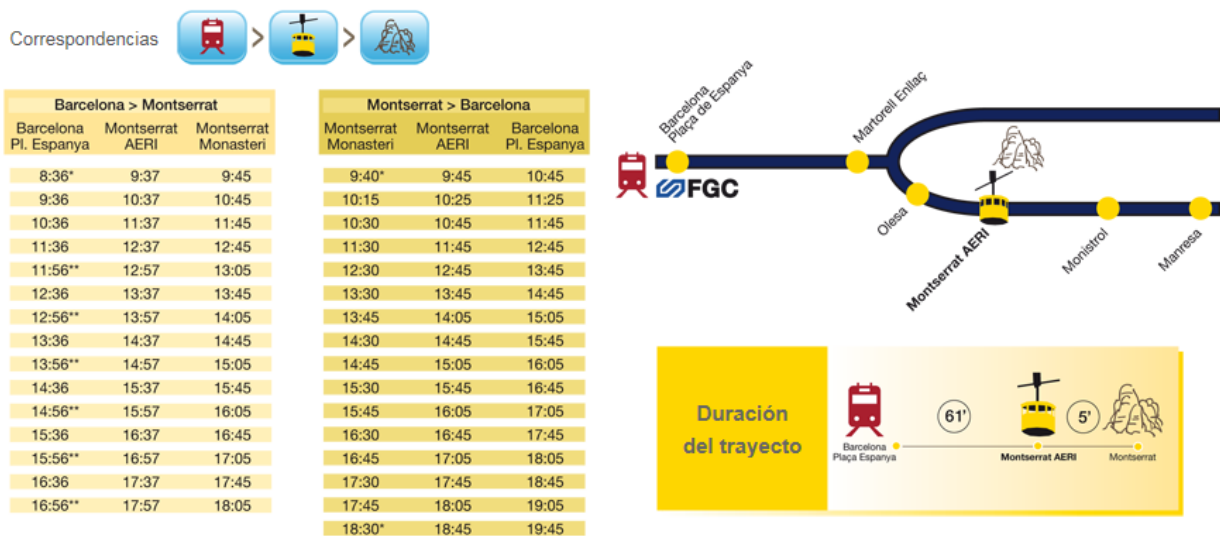 Correspondencias
Barcelona > Montserrat
Barcelona Pl. Espanya Montserrat AERI Montserrat Monasteri
8:36* 9:37 9:45
9:36 10:37 10:45
10:36 11:37 11:45
11:36 12:37 12:45
11:56** 12:57 13:05
12:36 13:37 13:45
12:56** 13:57 14:05
13:36 14:37 14:45
13:56** 14:57 15:05
14:36 15:37 15:45
14:56** 15:57 16:05
15:36 16:37 16:45
15:56** 16:57 17:05
16:36 17:37 17:45
16:56** 17:57 18:05
Montserrat > Barcelona
Montserrat Monasteri Montserrat AERI Barcelona Pl. Espanya
9:40* 9:45 10:45
10:15 10:25 11:25
10:30 10:45 11:45
11:30 11:45 12:45
12:30 12:45 13:45
13:30 13:45 14:45
13:45 14:05 15:05
14:30 14:45 15:45
14:45 15:05 16:05
15:30 15:45 16:45
15:45 16:05 17:05
16:30 16:45 17:45
16:45 17:05 18:05
17:30 17:45 18:45
17:45 18:05 19:05
18:30* 18:45 19:45
Barcelona
Plaça de Espanya
Martorell Enllaç
FGC
Olesa
Montserrat AERI
Monistrol
Manresa
Duración
del trayecto
61'
5'
Barcelona
Plaça Espanya
Montserrat AERI
Montserrat